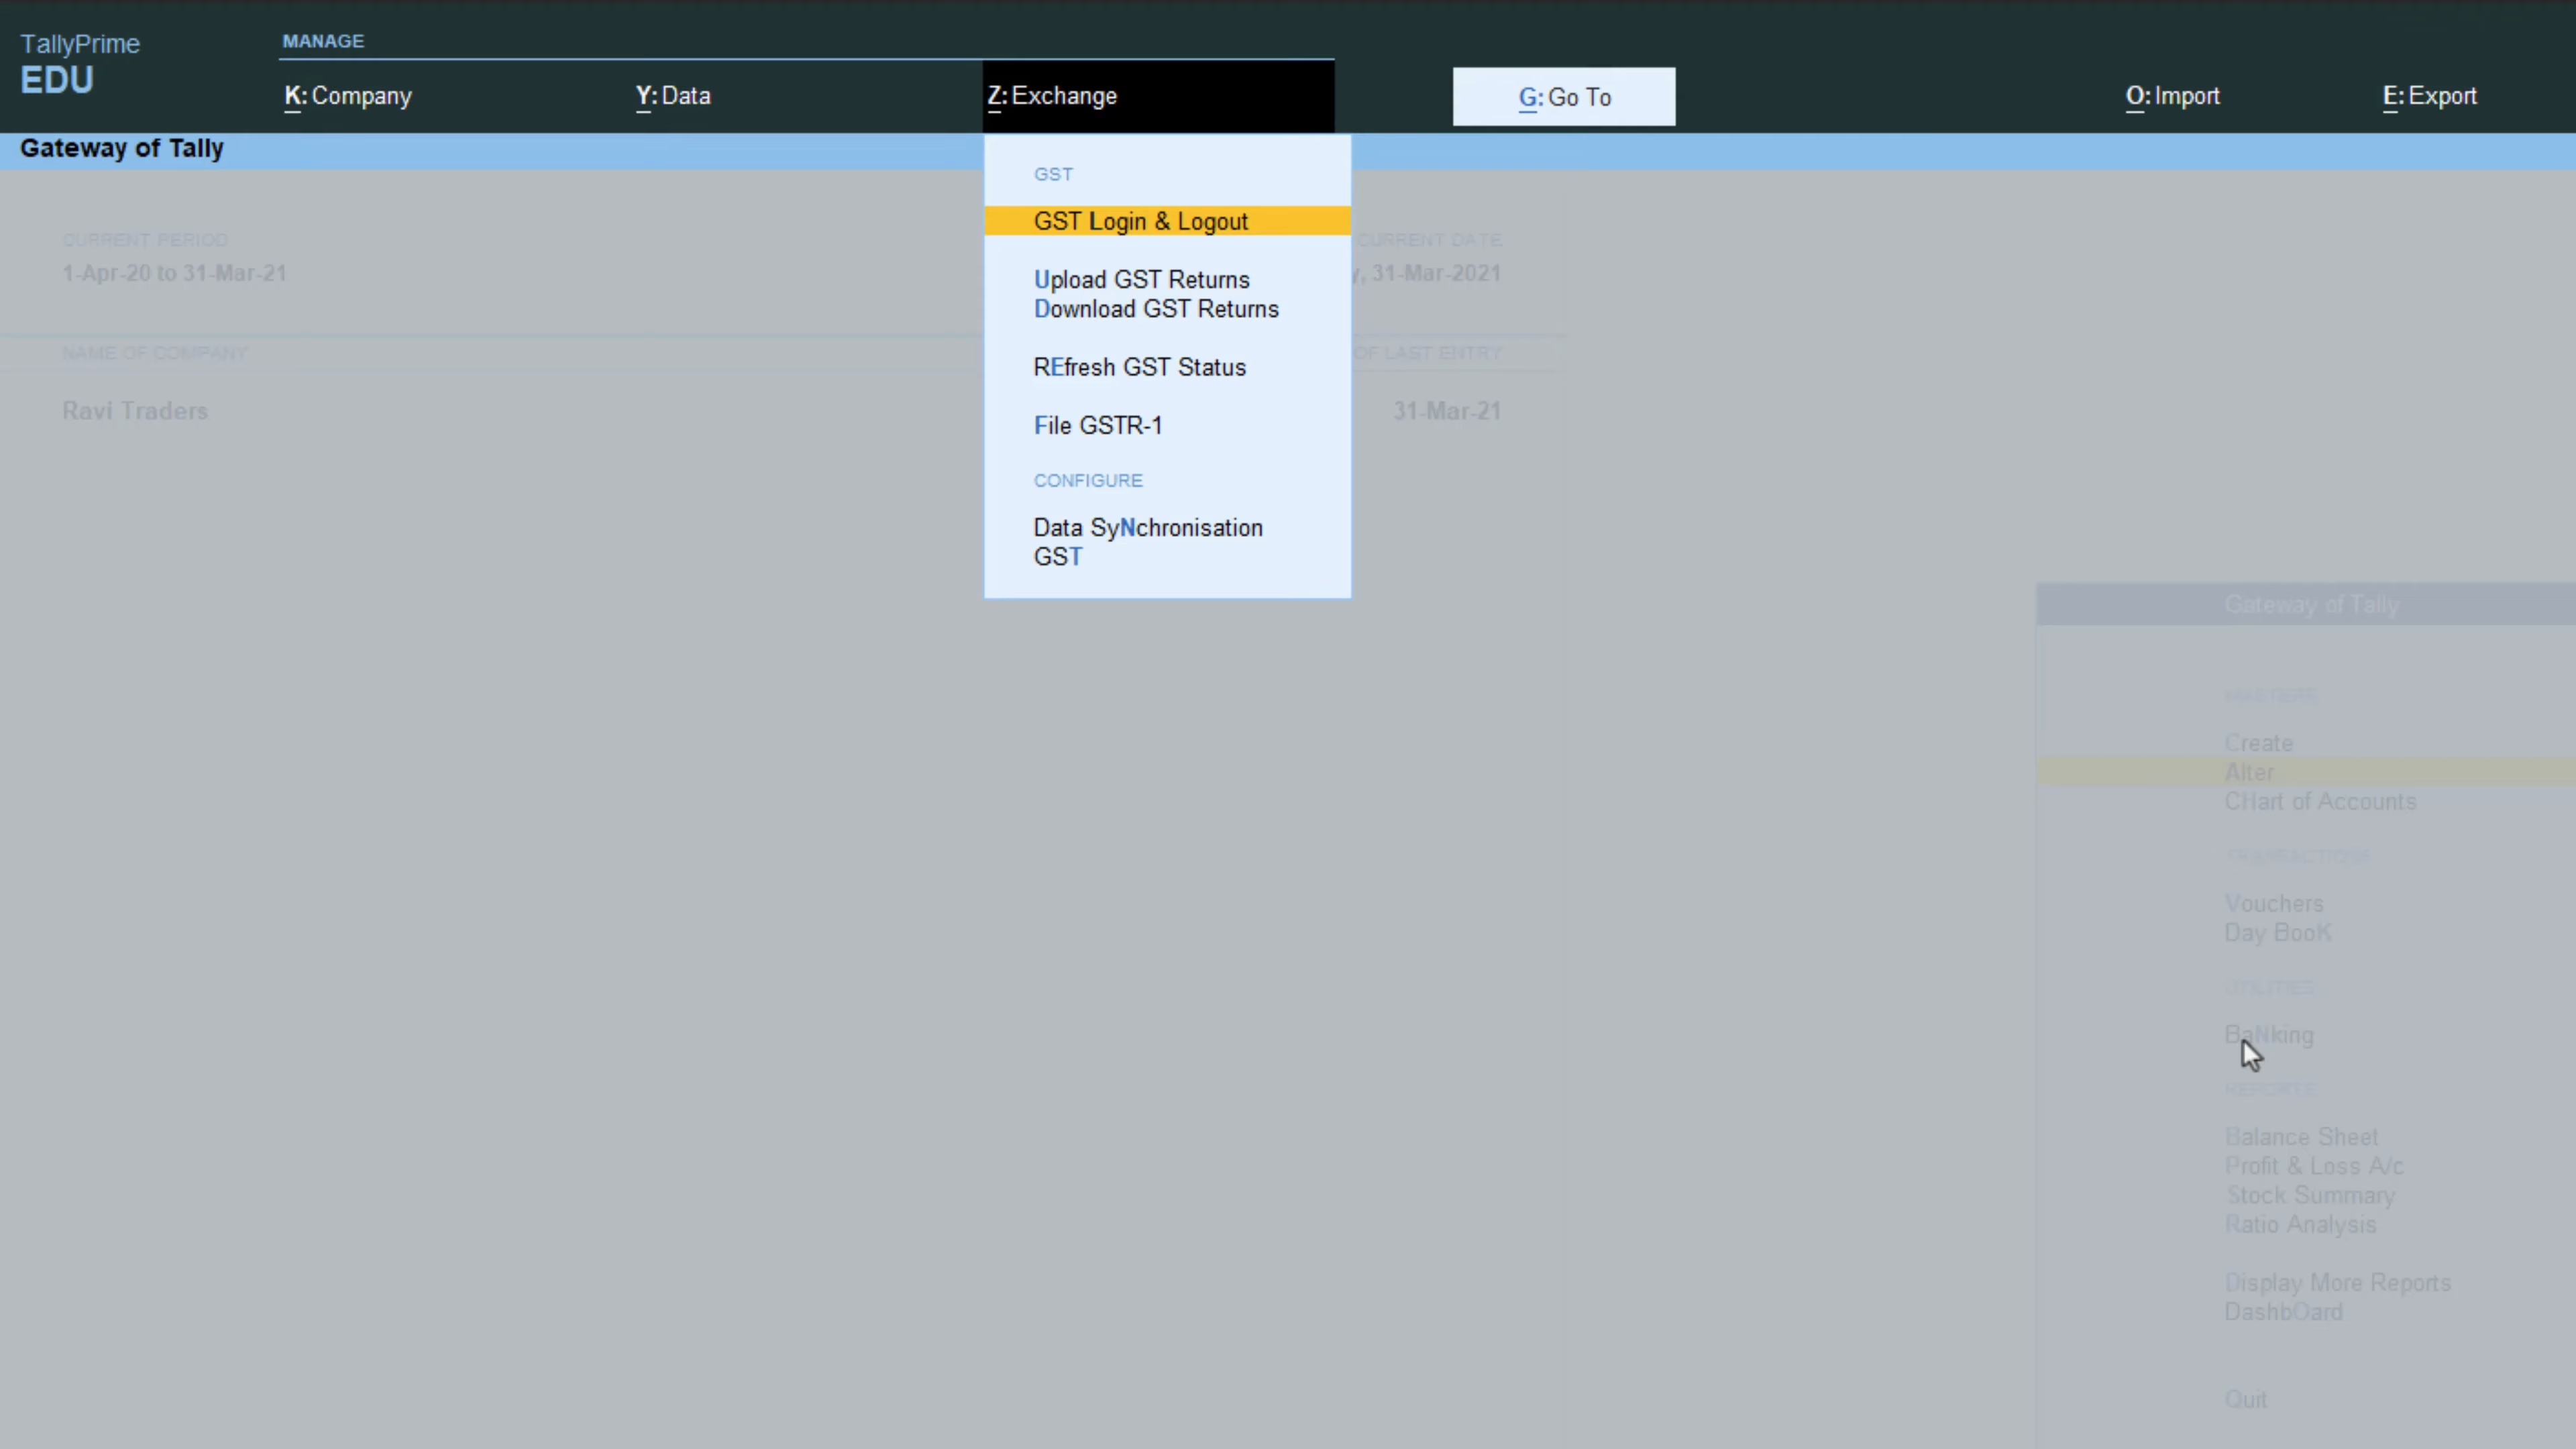 TallyPrime
EDU
MANAGE
K: Company
Y: Data
Z: Exchange
G: Go To
O: Import
E: Export
Gateway of Tally
GST
GST Login & Logout
Upload GST Returns
Download GST Returns
REfresh GST Status
File GSTR-1
CONFIGURE
Data SyNchronisation
GST
CURRENT PERIOD
1-Apr-20 to 31-Mar-21
CURRENT DATE
31-Mar-2021
NAME OF COMPANY
OF LAST ENTRY
Ravi Traders
31-Mar-21
Gateway of Tally
MASTERS
Create
Alter
CHart of Accounts
TRANSACTIONS
Vouchers
Day BooK
UTILITIES
BaNking
REPORTS
Balance Sheet
Profit & Loss A/c
Stock Summary
Ratio Analysis
Display More Reports
DashbOard
Quit